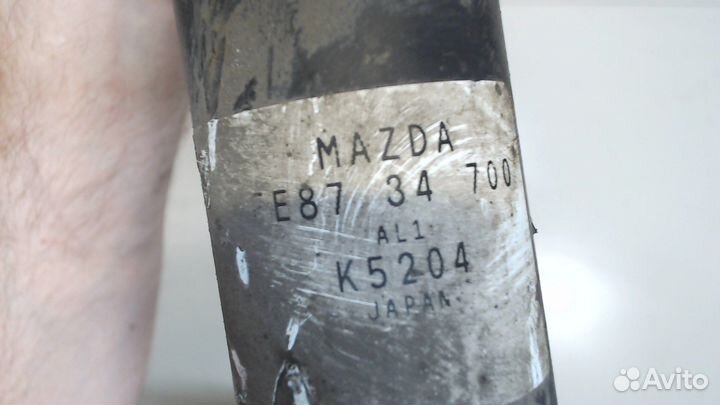 MAZDA
E87 34 700
AL1
K5204
JAPAN
Avito